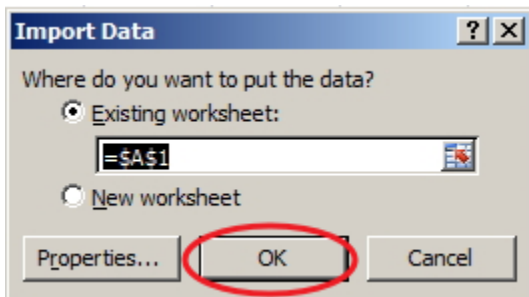 Import Data
Where do you want to put the data?
Existing worksheet:
=$A$1
New worksheet
Properties... OK Cancel